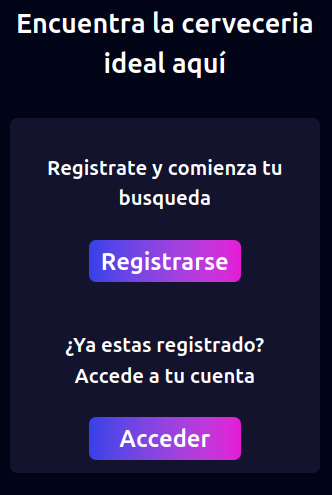 Encuentra la cerveceria
ideal aquí
Registrate y comienza tu
busqueda
Registrarse
¿Ya estas registrado?
Accede a tu cuenta
Acceder